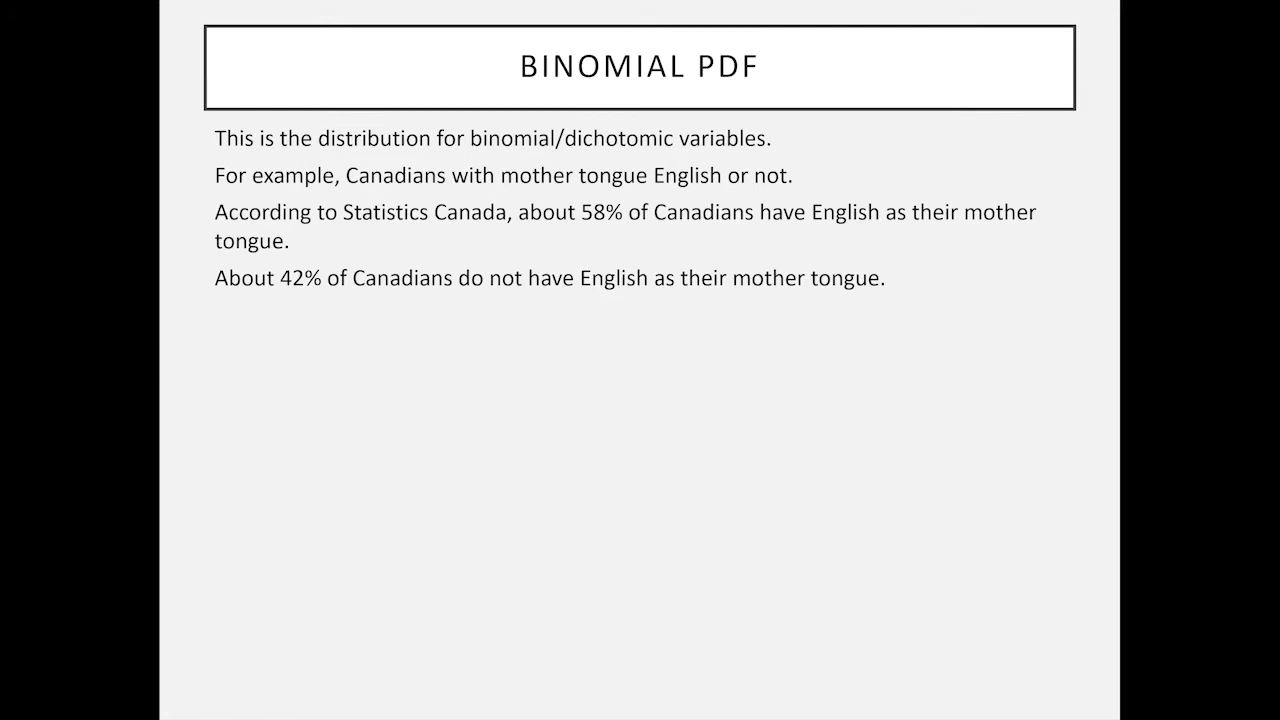 BINOMIAL PDF
This is the distribution for binomial/dichotomic variables.
For example, Canadians with mother tongue English or not.
According to Statistics Canada, about 58% of Canadians have English as their mother
tongue.
About 42% of Canadians do not have English as their mother tongue.